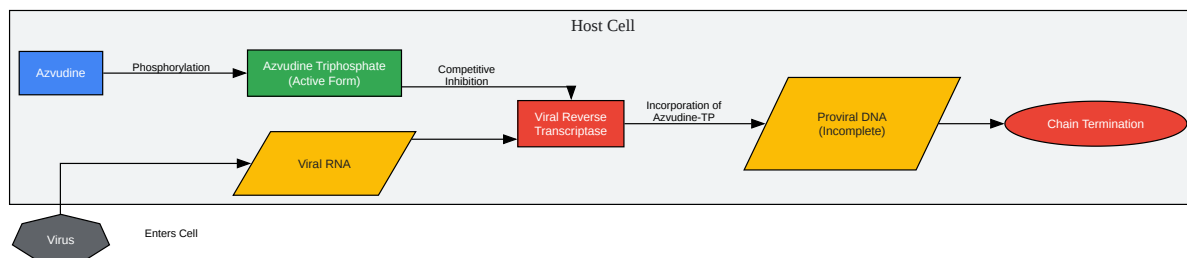 Host Cell
Azvudine
Phosphorylation
Azvudine Triphosphate
(Active Form)
Competitive
Inhibition
Viral Reverse
Transcriptase
Incorporation of
Azvudine-TP
Proviral DNA
(Incomplete)
Chain Termination
Viral RNA
Virus
Enters Cell